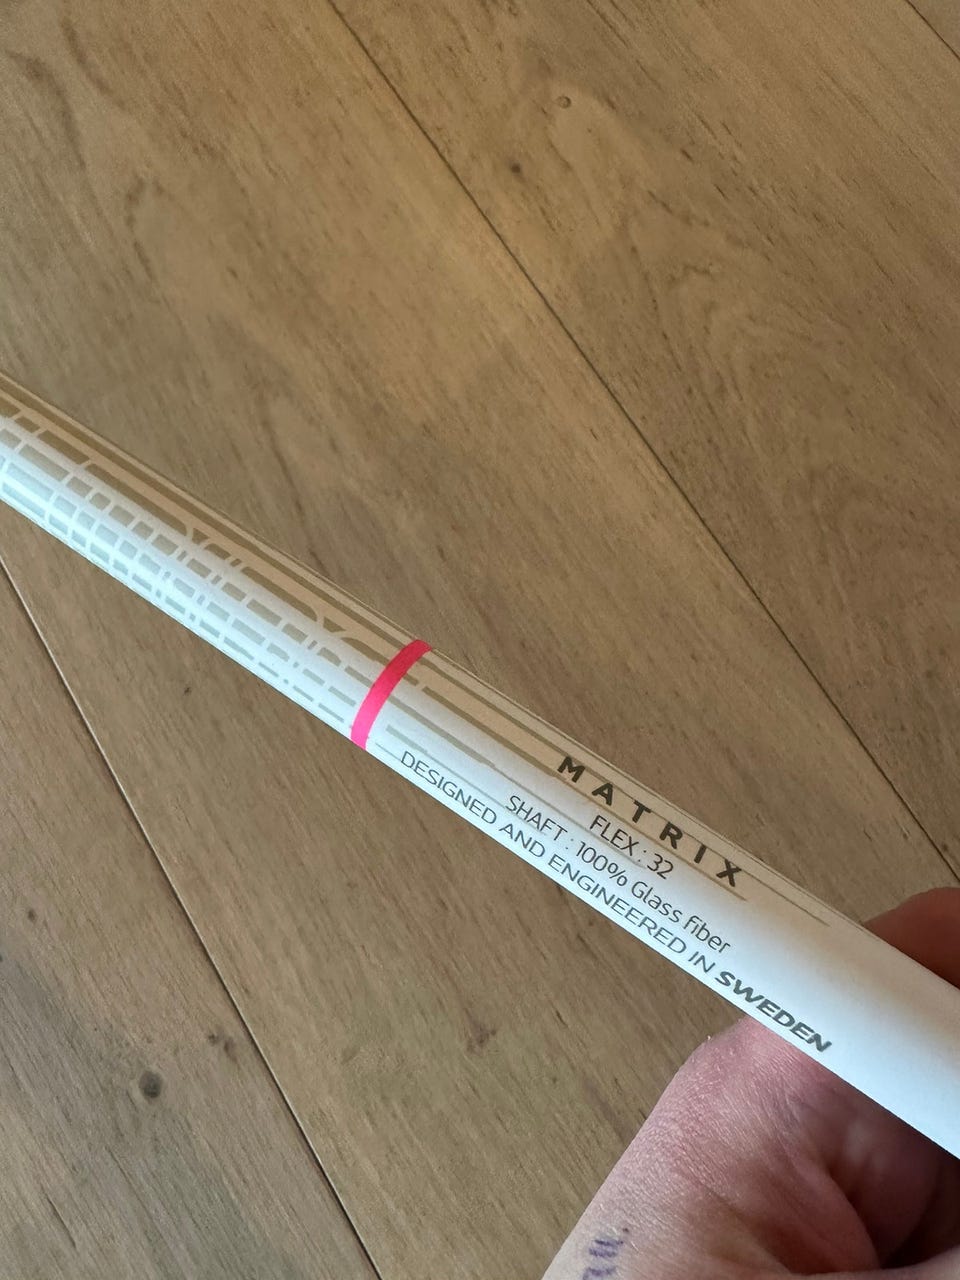 MATRIX
FLEX : 32
SHAFT : 100% Glass fiber
DESIGNED AND ENGINEERED IN SWEDEN